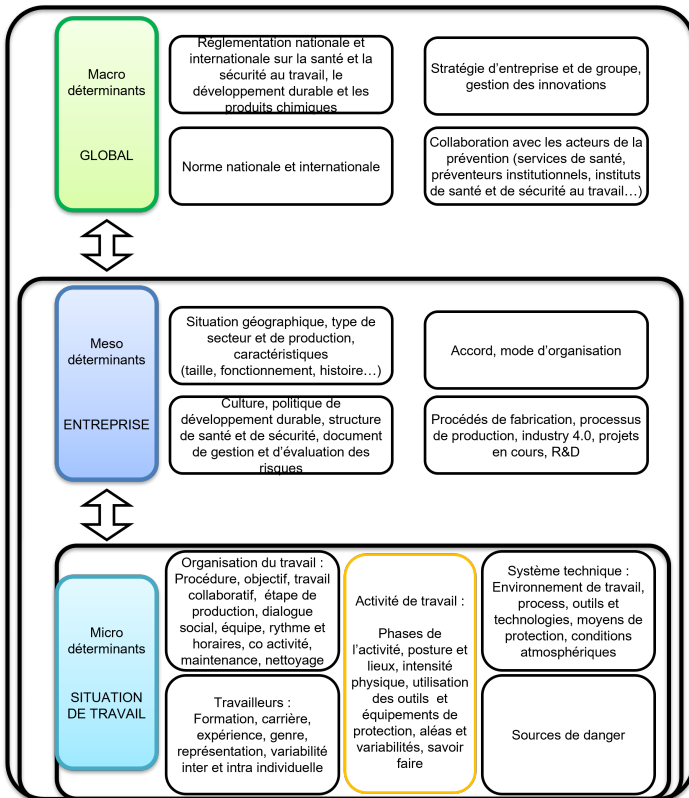 Macro
déterminants
GLOBAL
Réglementation nationale et
internationale sur la santé et la
sécurité au travail, le
développement durable et les
produits chimiques
Stratégie d’entreprise et de groupe,
gestion des innovations
Norme nationale et internationale
Collaboration avec les acteurs de la
prévention (services de santé,
préventeurs institutionnels, instituts
de santé et de sécurité au travail…)
Meso
déterminants
ENTREPRISE
Situation géographique, type de
secteur et de production,
caractéristiques
(taille, fonctionnement, histoire…)
Accord, mode d’organisation
Culture, politique de
développement durable, structure
de santé et de sécurité, document
de gestion et d’évaluation des
risques
Procédés de fabrication, processus
de production, industry 4.0, projets
en cours, R&D
Micro
déterminants
SITUATION
DE TRAVAIL
Organisation du travail :
Procédure, objectif, travail
collaboratif, étape de
production, dialogue
social, équipe, rythme et
horaires, co activité,
maintenance, nettoyage
Travailleurs :
Formation, carrière,
expérience, genre,
représentation, variabilité
inter et intra individuelle
Activité de travail :
Phases de
l’activité, posture et
lieux, intensité
physique, utilisation
des outils et
équipements de
protection, aléas et
variabilités, savoir
faire
Système technique :
Environnement de travail,
process, outils et
technologies, moyens de
protection, conditions
atmosphériques
Sources de danger